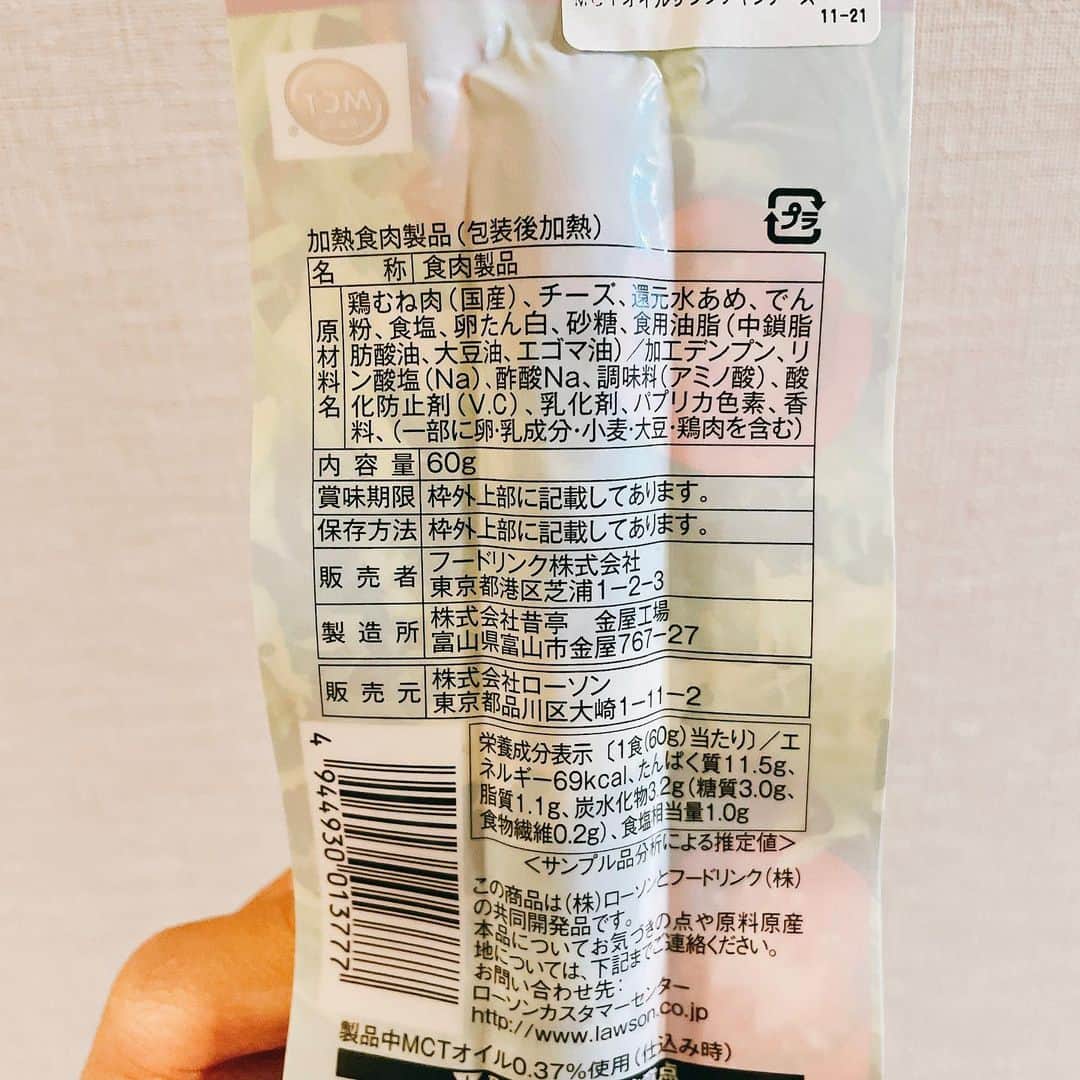 MCTオイルサラダチキンチーズ
11-21
MCT
プラ
加熱食肉製品(包装後加熱)
名 称 食肉製品
原材料名 鶏むね肉(国産)、チーズ、還元水あめ、でん
粉、食塩、卵たん白、砂糖、食用油脂(中鎖脂
肪酸油、大豆油、エゴマ油)/加工デンプン、リ
ン酸塩(Na)、酢酸Na、調味料(アミノ酸)、酸
化防止剤(V.C)、乳化剤、パプリカ色素、香
料、(一部に卵・乳成分・小麦・大豆・鶏肉を含む)
内容量 60g
賞味期限 枠外上部に記載してあります。
保存方法 枠外上部に記載してあります。
販売者 フードリンク株式会社
東京都港区芝浦1-2-3
製造所 株式会社昔亭 金屋工場
富山県富山市金屋767-27
販売元 株式会社ローソン
東京都品川区大崎1-11-2
栄養成分表示〔1食(60g)当たり〕/エ
ネルギー69kcal、たんぱく質11.5g、
脂質1.1g、炭水化物3.2g(糖質3.0g、
食物繊維0.2g)、食塩相当量1.0g
<サンプル品分析による推定値>
この商品は(株)ローソンとフードリンク(株)
の共同開発品です。
本品についてお気づきの点や原料原産
地については、下記までご連絡ください。
お問い合わせ先:
ローソンカスタマーセンター
http://www.lawson.co.jp
4 944930 013777
製品中MCTオイル0.37%使用(仕込み時)